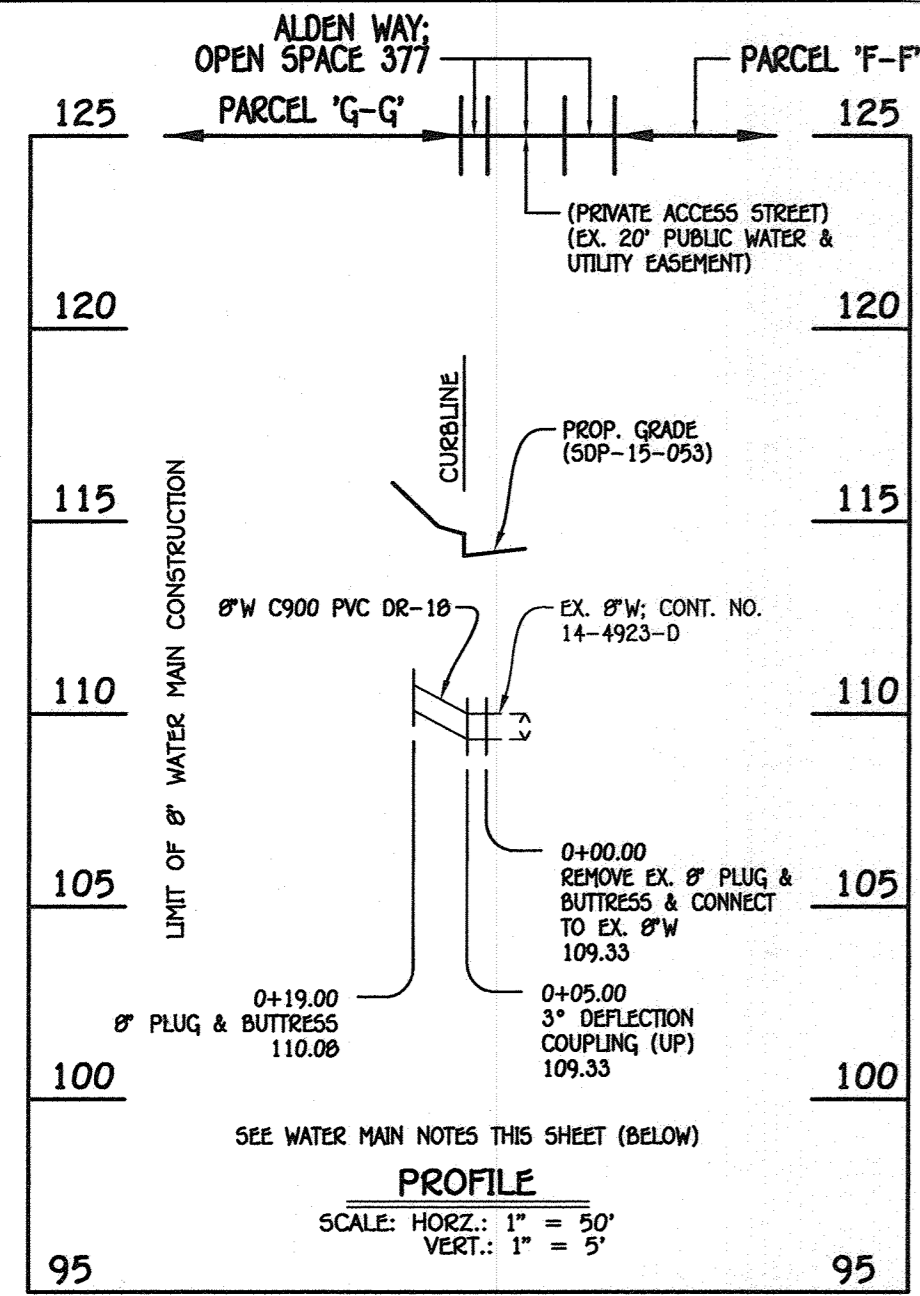 ALDEN WAY;
OPEN SPACE 377
PARCEL 'F-F'
PARCEL 'G-G'
125
125
(PRIVATE ACCESS STREET)
(EX. 20' PUBLIC WATER &
UTILITY EASEMENT)
120
120
CURBLINE
PROP. GRADE
(SDP-15-053)
115
115
LIMIT OF 8" WATER MAIN CONSTRUCTION
8"W C900 PVC DR-18
EX. 8"W; CONT. NO.
14-4923-D
110
110
0+00.00
REMOVE EX. 8" PLUG &
BUTTRESS & CONNECT
TO EX. 8"W
109.33
105
105
0+19.00
8" PLUG & BUTTRESS
110.08
0+05.00
3° DEFLECTION
COUPLING (UP)
109.33
100
100
SEE WATER MAIN NOTES THIS SHEET (BELOW)
PROFILE
SCALE: HORZ.: 1" = 50'
VERT.: 1" = 5'
95
95